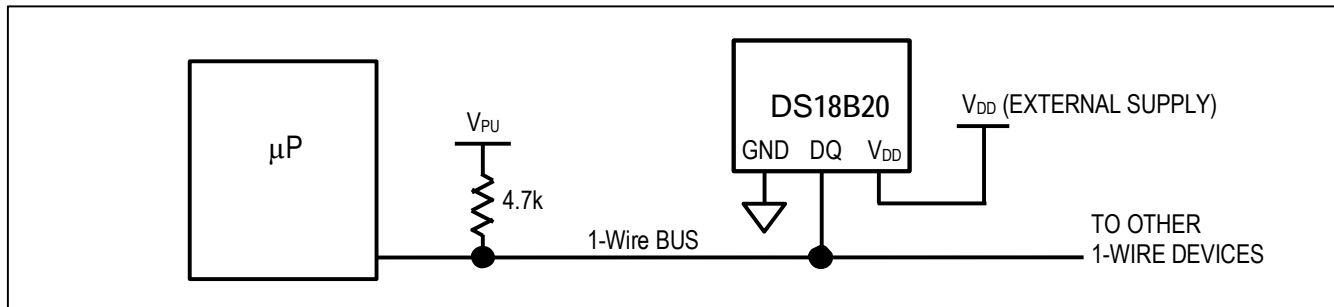 μP
V_PU
4.7k
1-Wire BUS
DS18B20
GND DQ V_DD
V_DD (EXTERNAL SUPPLY)
TO OTHER
1-WIRE DEVICES